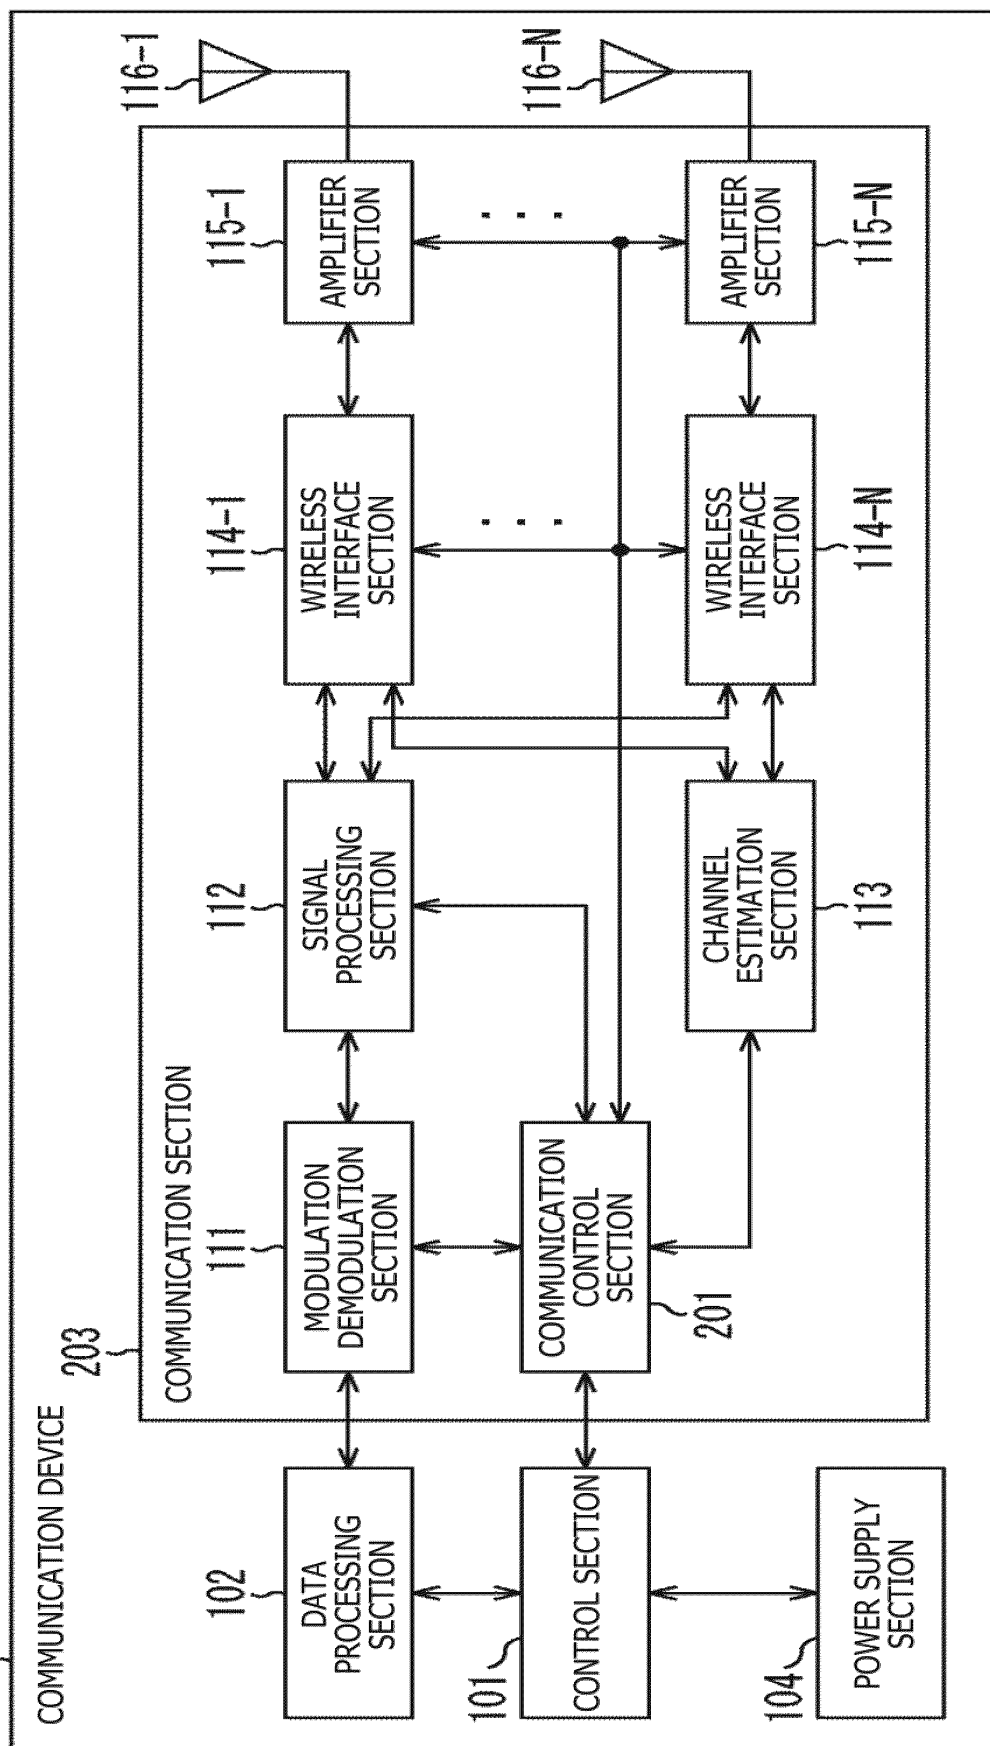 COMMUNICATION DEVICE
203
COMMUNICATION SECTION
102
DATA
PROCESSING
SECTION
111
MODULATION
DEMODULATION
SECTION
112
SIGNAL
PROCESSING
SECTION
114-1
WIRELESS
INTERFACE
SECTION
115-1
AMPLIFIER
SECTION
116-1
101
CONTROL SECTION
COMMUNICATION
CONTROL
SECTION
201
. . .
. . .
116-N
104
POWER SUPPLY
SECTION
CHANNEL
ESTIMATION
SECTION
113
WIRELESS
INTERFACE
SECTION
114-N
AMPLIFIER
SECTION
115-N